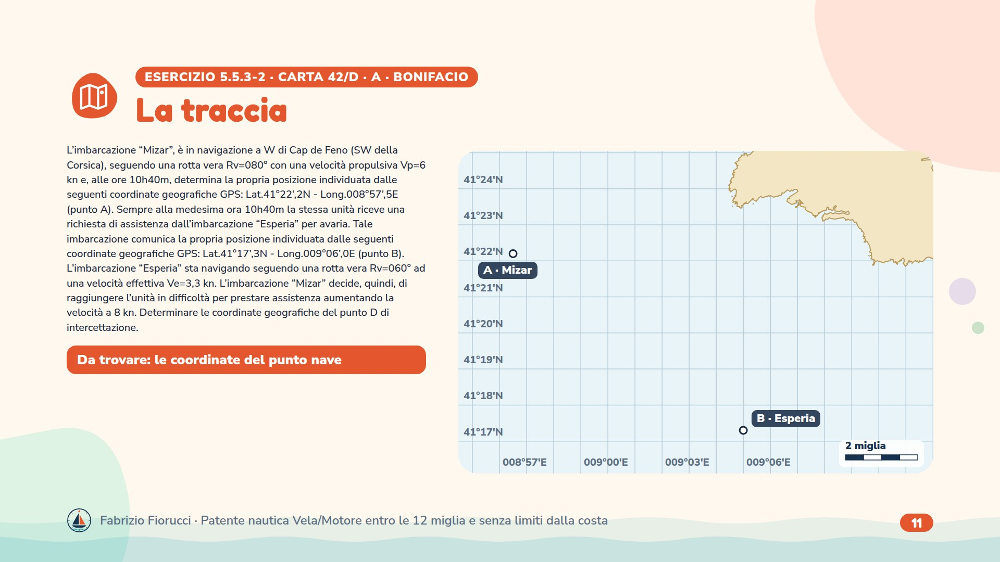 ESERCIZIO 5.5.3-2 · CARTA 42/D · A · BONIFACIO
La traccia
L’imbarcazione “Mizar”, è in navigazione a W di Cap de Feno (SW della
Corsica), seguendo una rotta vera Rv=080° con una velocità propulsiva Vp=6
kn e, alle ore 10h40m, determina la propria posizione individuata dalle
seguenti coordinate geografiche GPS: Lat.41°22’,2N - Long.008°57’,5E
(punto A). Sempre alla medesima ora 10h40m la stessa unità riceve una
richiesta di assistenza dall’imbarcazione “Esperia” per avaria. Tale
imbarcazione comunica la propria posizione individuata dalle seguenti
coordinate geografiche GPS: Lat.41°17’,3N - Long.009°06’,0E (punto B).
L’imbarcazione “Esperia” sta navigando seguendo una rotta vera Rv=060° ad
una velocità effettiva Ve=3,3 kn. L’imbarcazione “Mizar” decide, quindi, di
raggiungere l’unità in difficoltà per prestare assistenza aumentando la
velocità a 8 kn. Determinare le coordinate geografiche del punto D di
intercettazione.
Da trovare: le coordinate del punto nave
41°24'N
41°23'N
41°22'N
A · Mizar
41°21'N
41°20'N
41°19'N
41°18'N
B · Esperia
41°17'N
2 miglia
008°57'E
009°00'E
009°03'E
009°06'E
Fabrizio Fiorucci · Patente nautica Vela/Motore entro le 12 miglia e senza limiti dalla costa
11